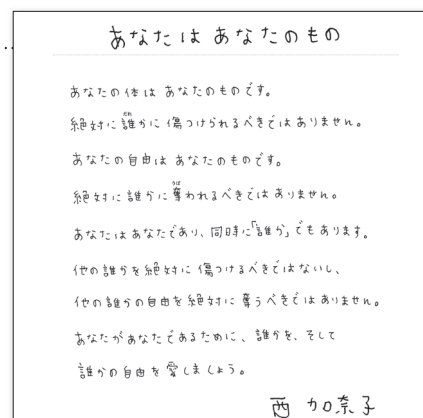 あなたは あなたのもの
あなたの体は あなたのものです。
絶対に誰かに 傷つけられるべきではありません。
あなたの自由は あなたのものです。
絶対に誰かに奪われるべきではありません。
あなたはあなたであり、同時に「誰か」でもあります。
他の誰かを絶対に傷つけるべきではないし、
他の誰かの自由を絶対に奪うべきではありません。
あなたがあなたであるために、誰かを、そして
誰かの自由を愛しましょう。
西 加奈子